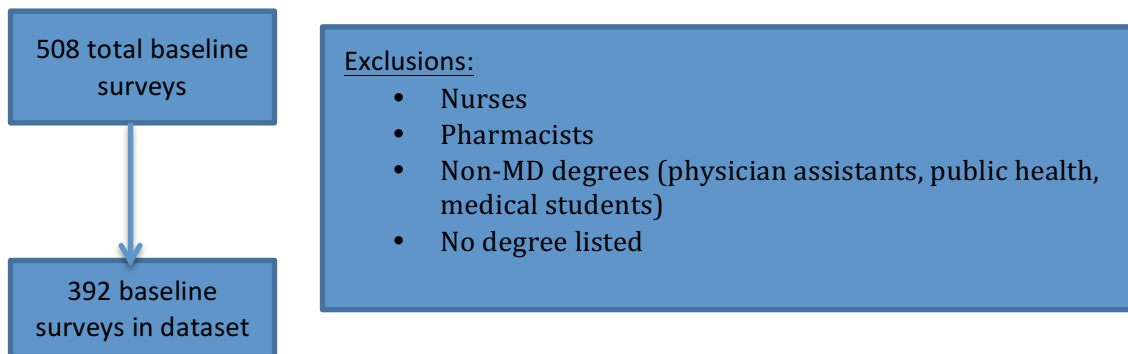 508 total baseline
surveys
Exclusions:
• Nurses
• Pharmacists
• Non-MD degrees (physician assistants, public health,
medical students)
• No degree listed
392 baseline
surveys in dataset